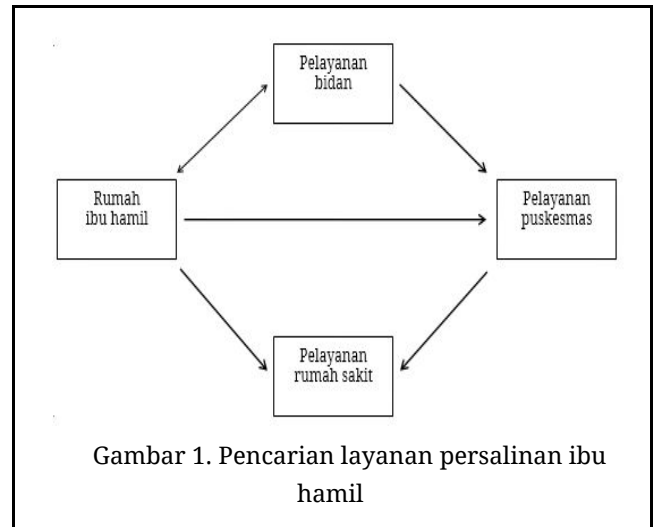 Pelayanan
bidan
Rumah
ibu hamil
Pelayanan
puskesmas
Pelayanan
rumah sakit
Gambar 1. Pencarian layanan persalinan ibu
hamil